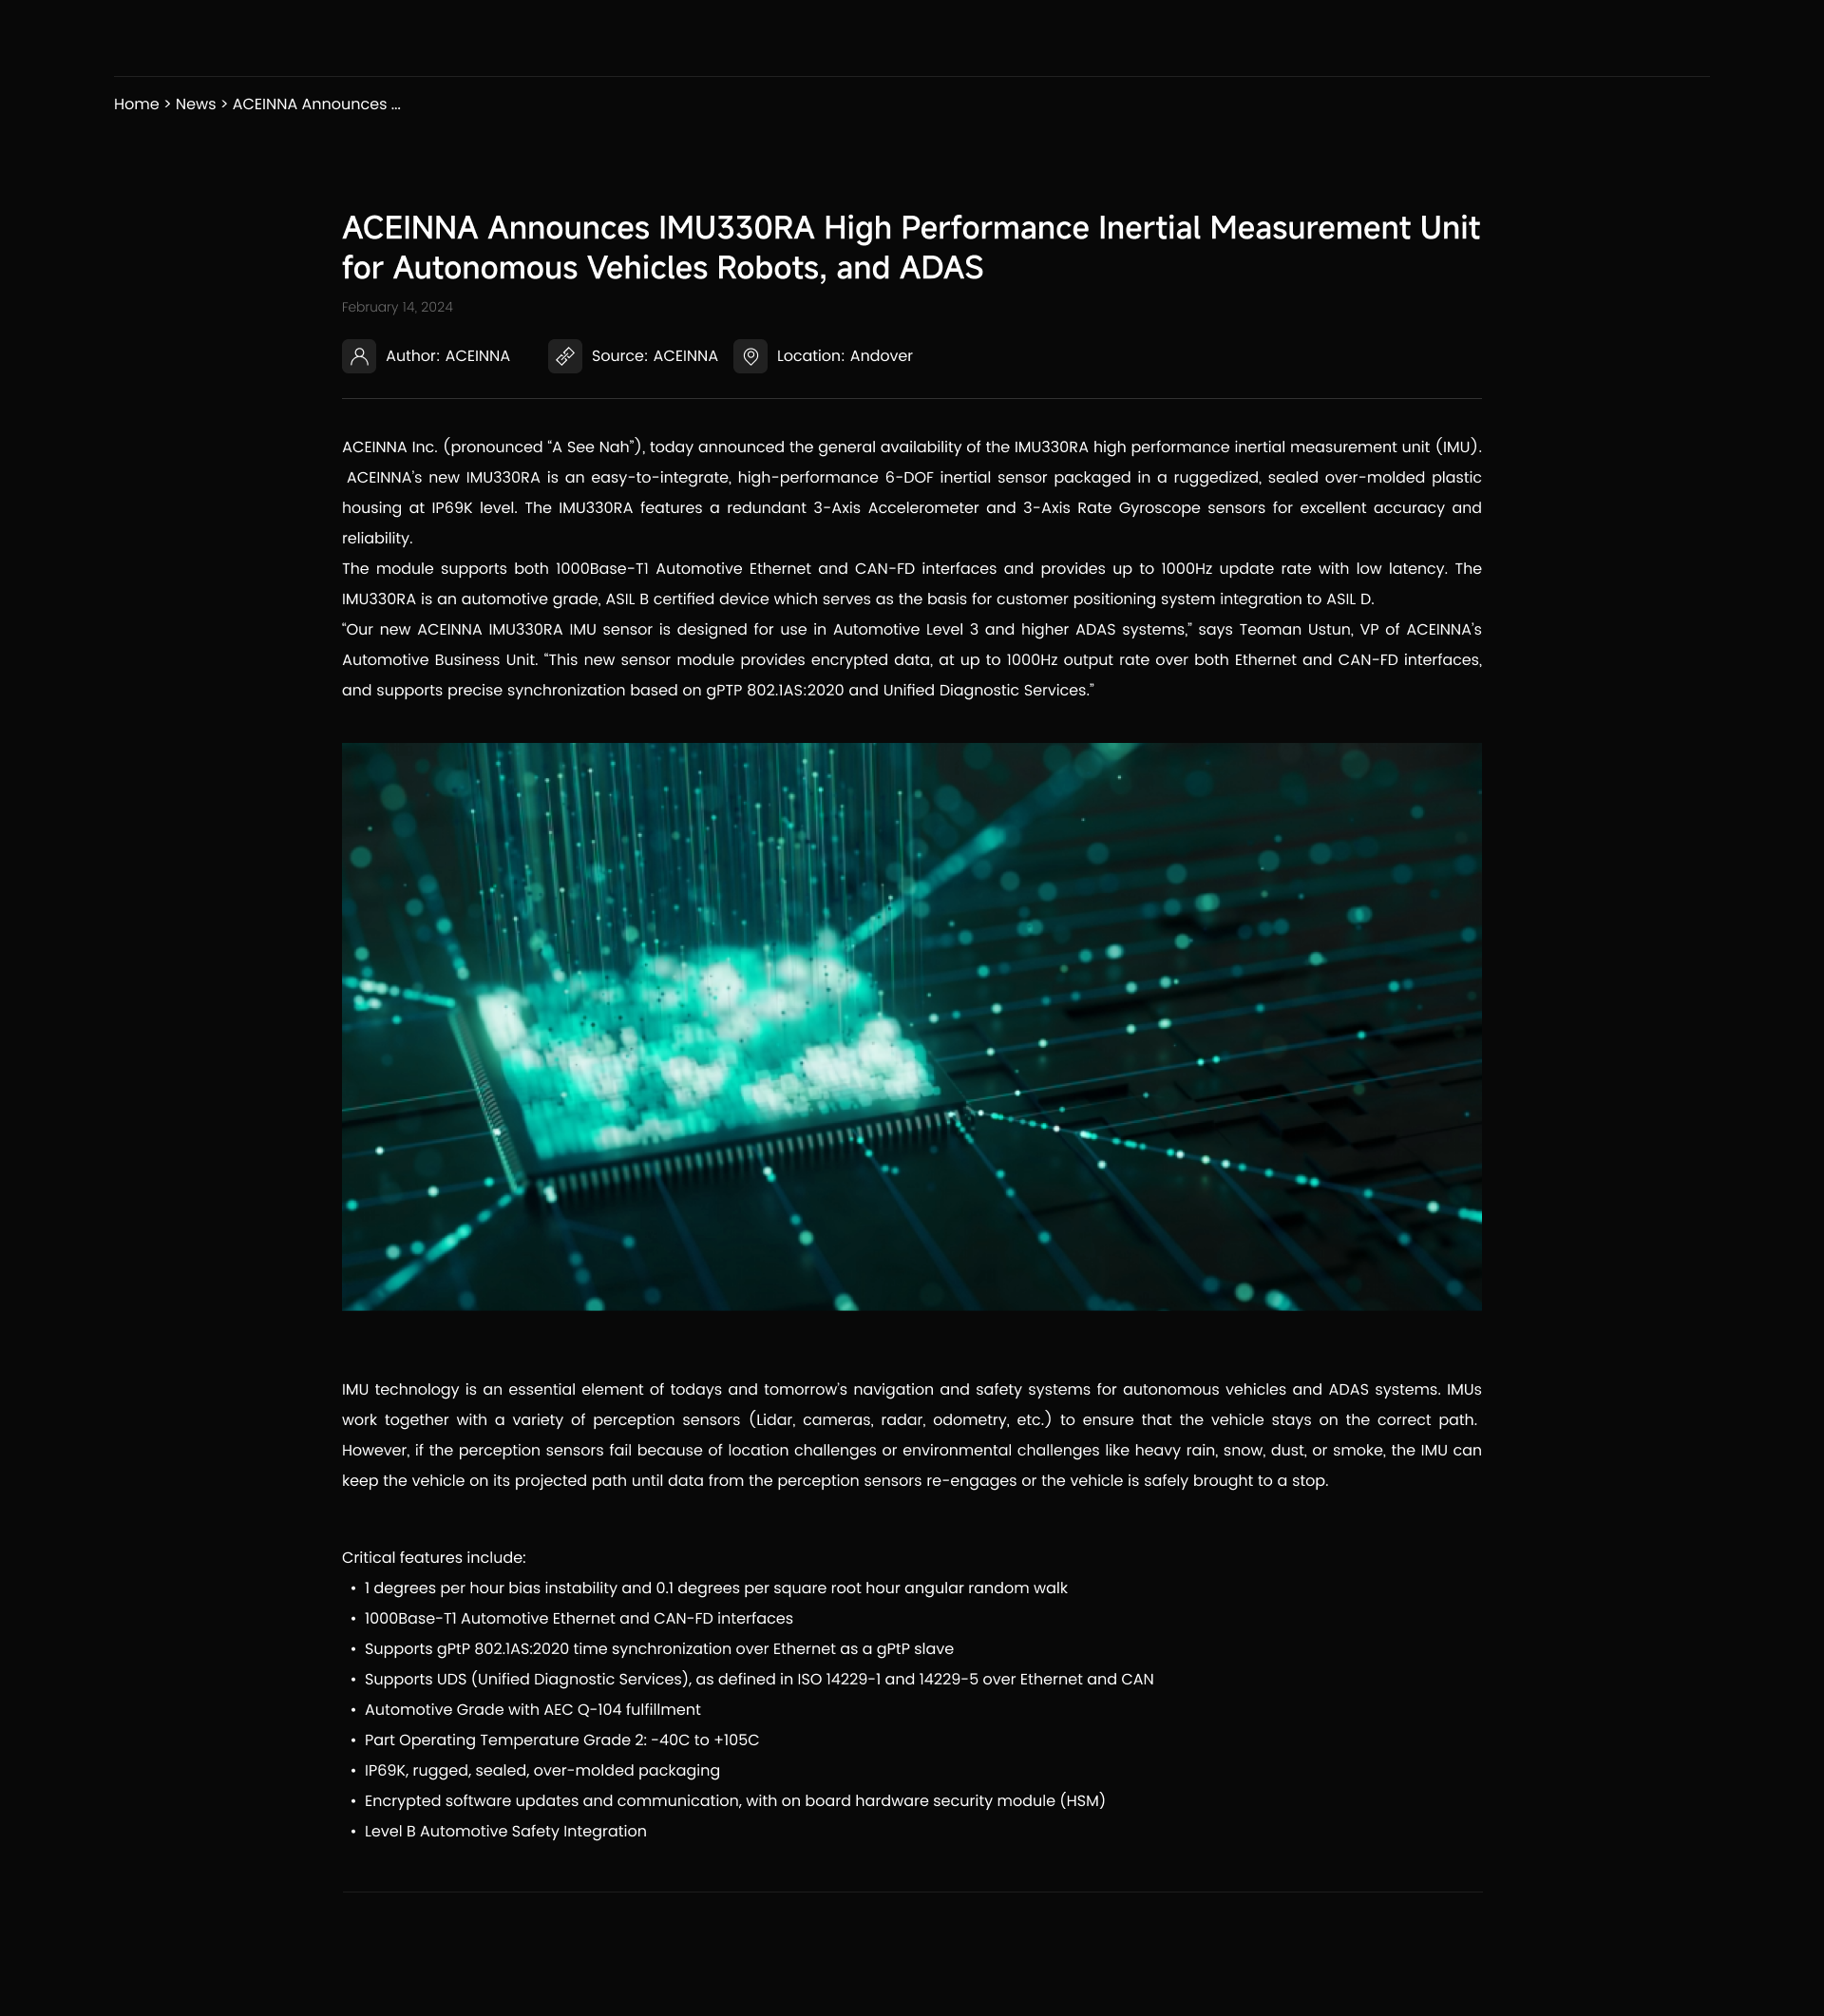 Home > News > ACEINNA Announces ...
ACEINNA Announces IMU330RA High Performance Inertial Measurement Unit
for Autonomous Vehicles Robots, and ADAS
February 14, 2024
Author: ACEINNA Source: ACEINNA Location: Andover
ACEINNA Inc. (pronounced “A See Nah”), today announced the general availability of the IMU330RA high performance inertial measurement unit (IMU).
ACEINNA’s new IMU330RA is an easy-to-integrate, high-performance 6-DOF inertial sensor packaged in a ruggedized, sealed over-molded plastic
housing at IP69K level. The IMU330RA features a redundant 3-Axis Accelerometer and 3-Axis Rate Gyroscope sensors for excellent accuracy and
reliability.
The module supports both 1000Base-T1 Automotive Ethernet and CAN-FD interfaces and provides up to 1000Hz update rate with low latency. The
IMU330RA is an automotive grade, ASIL B certified device which serves as the basis for customer positioning system integration to ASIL D.
“Our new ACEINNA IMU330RA IMU sensor is designed for use in Automotive Level 3 and higher ADAS systems,” says Teoman Ustun, VP of ACEINNA’s
Automotive Business Unit. “This new sensor module provides encrypted data, at up to 1000Hz output rate over both Ethernet and CAN-FD interfaces,
and supports precise synchronization based on gPTP 802.1AS:2020 and Unified Diagnostic Services.”
IMU technology is an essential element of todays and tomorrow’s navigation and safety systems for autonomous vehicles and ADAS systems. IMUs
work together with a variety of perception sensors (Lidar, cameras, radar, odometry, etc.) to ensure that the vehicle stays on the correct path.
However, if the perception sensors fail because of location challenges or environmental challenges like heavy rain, snow, dust, or smoke, the IMU can
keep the vehicle on its projected path until data from the perception sensors re-engages or the vehicle is safely brought to a stop.
Critical features include:
• 1 degrees per hour bias instability and 0.1 degrees per square root hour angular random walk
• 1000Base-T1 Automotive Ethernet and CAN-FD interfaces
• Supports gPtP 802.1AS:2020 time synchronization over Ethernet as a gPtP slave
• Supports UDS (Unified Diagnostic Services), as defined in ISO 14229-1 and 14229-5 over Ethernet and CAN
• Automotive Grade with AEC Q-104 fulfillment
• Part Operating Temperature Grade 2: -40C to +105C
• IP69K, rugged, sealed, over-molded packaging
• Encrypted software updates and communication, with on board hardware security module (HSM)
• Level B Automotive Safety Integration